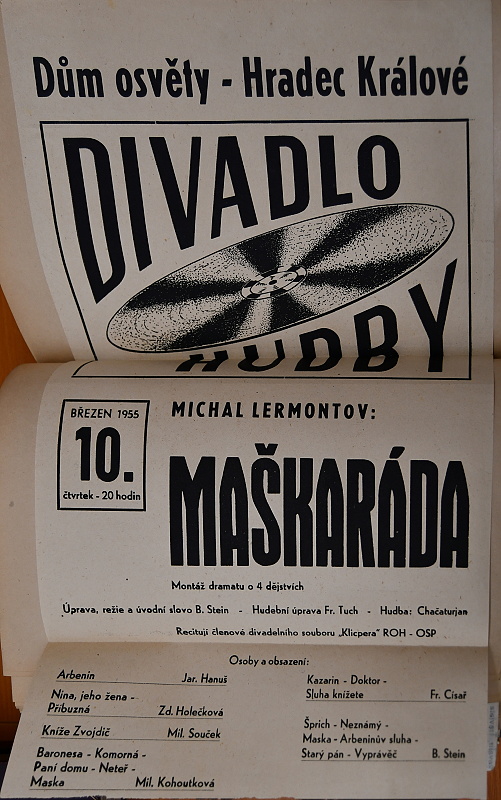 Dům osvěty - Hradec Králové
DIVADLO
HUDBY
BŘEZEN 1955
10.
čtvrtek - 20 hodin
MICHAL LERMONTOV:
MAŠKARÁDA
Montáž dramatu o 4 dějstvích
Úprava, režie a úvodní slovo B. Stein - Hudební úprava Fr. Tuch - Hudba: Chačaturjan
Recitují členové divadelního souboru „Klicpera" ROH - OSP
Osoby a obsazení:
Arbenin Jar. Hanuš
Nina, jeho žena -
Příbuzná Zd. Holečková
Kníže Zvojdič Mil. Souček
Baronesa - Komorná -
Paní domu - Neteř -
Maska Mil. Kohoutková
Kazarin - Doktor -
Sluha knížete Fr. Císař
Šprich - Neznámý -
Maska - Arbeninův sluha -
Starý pán - Vyprávěč B. Stein